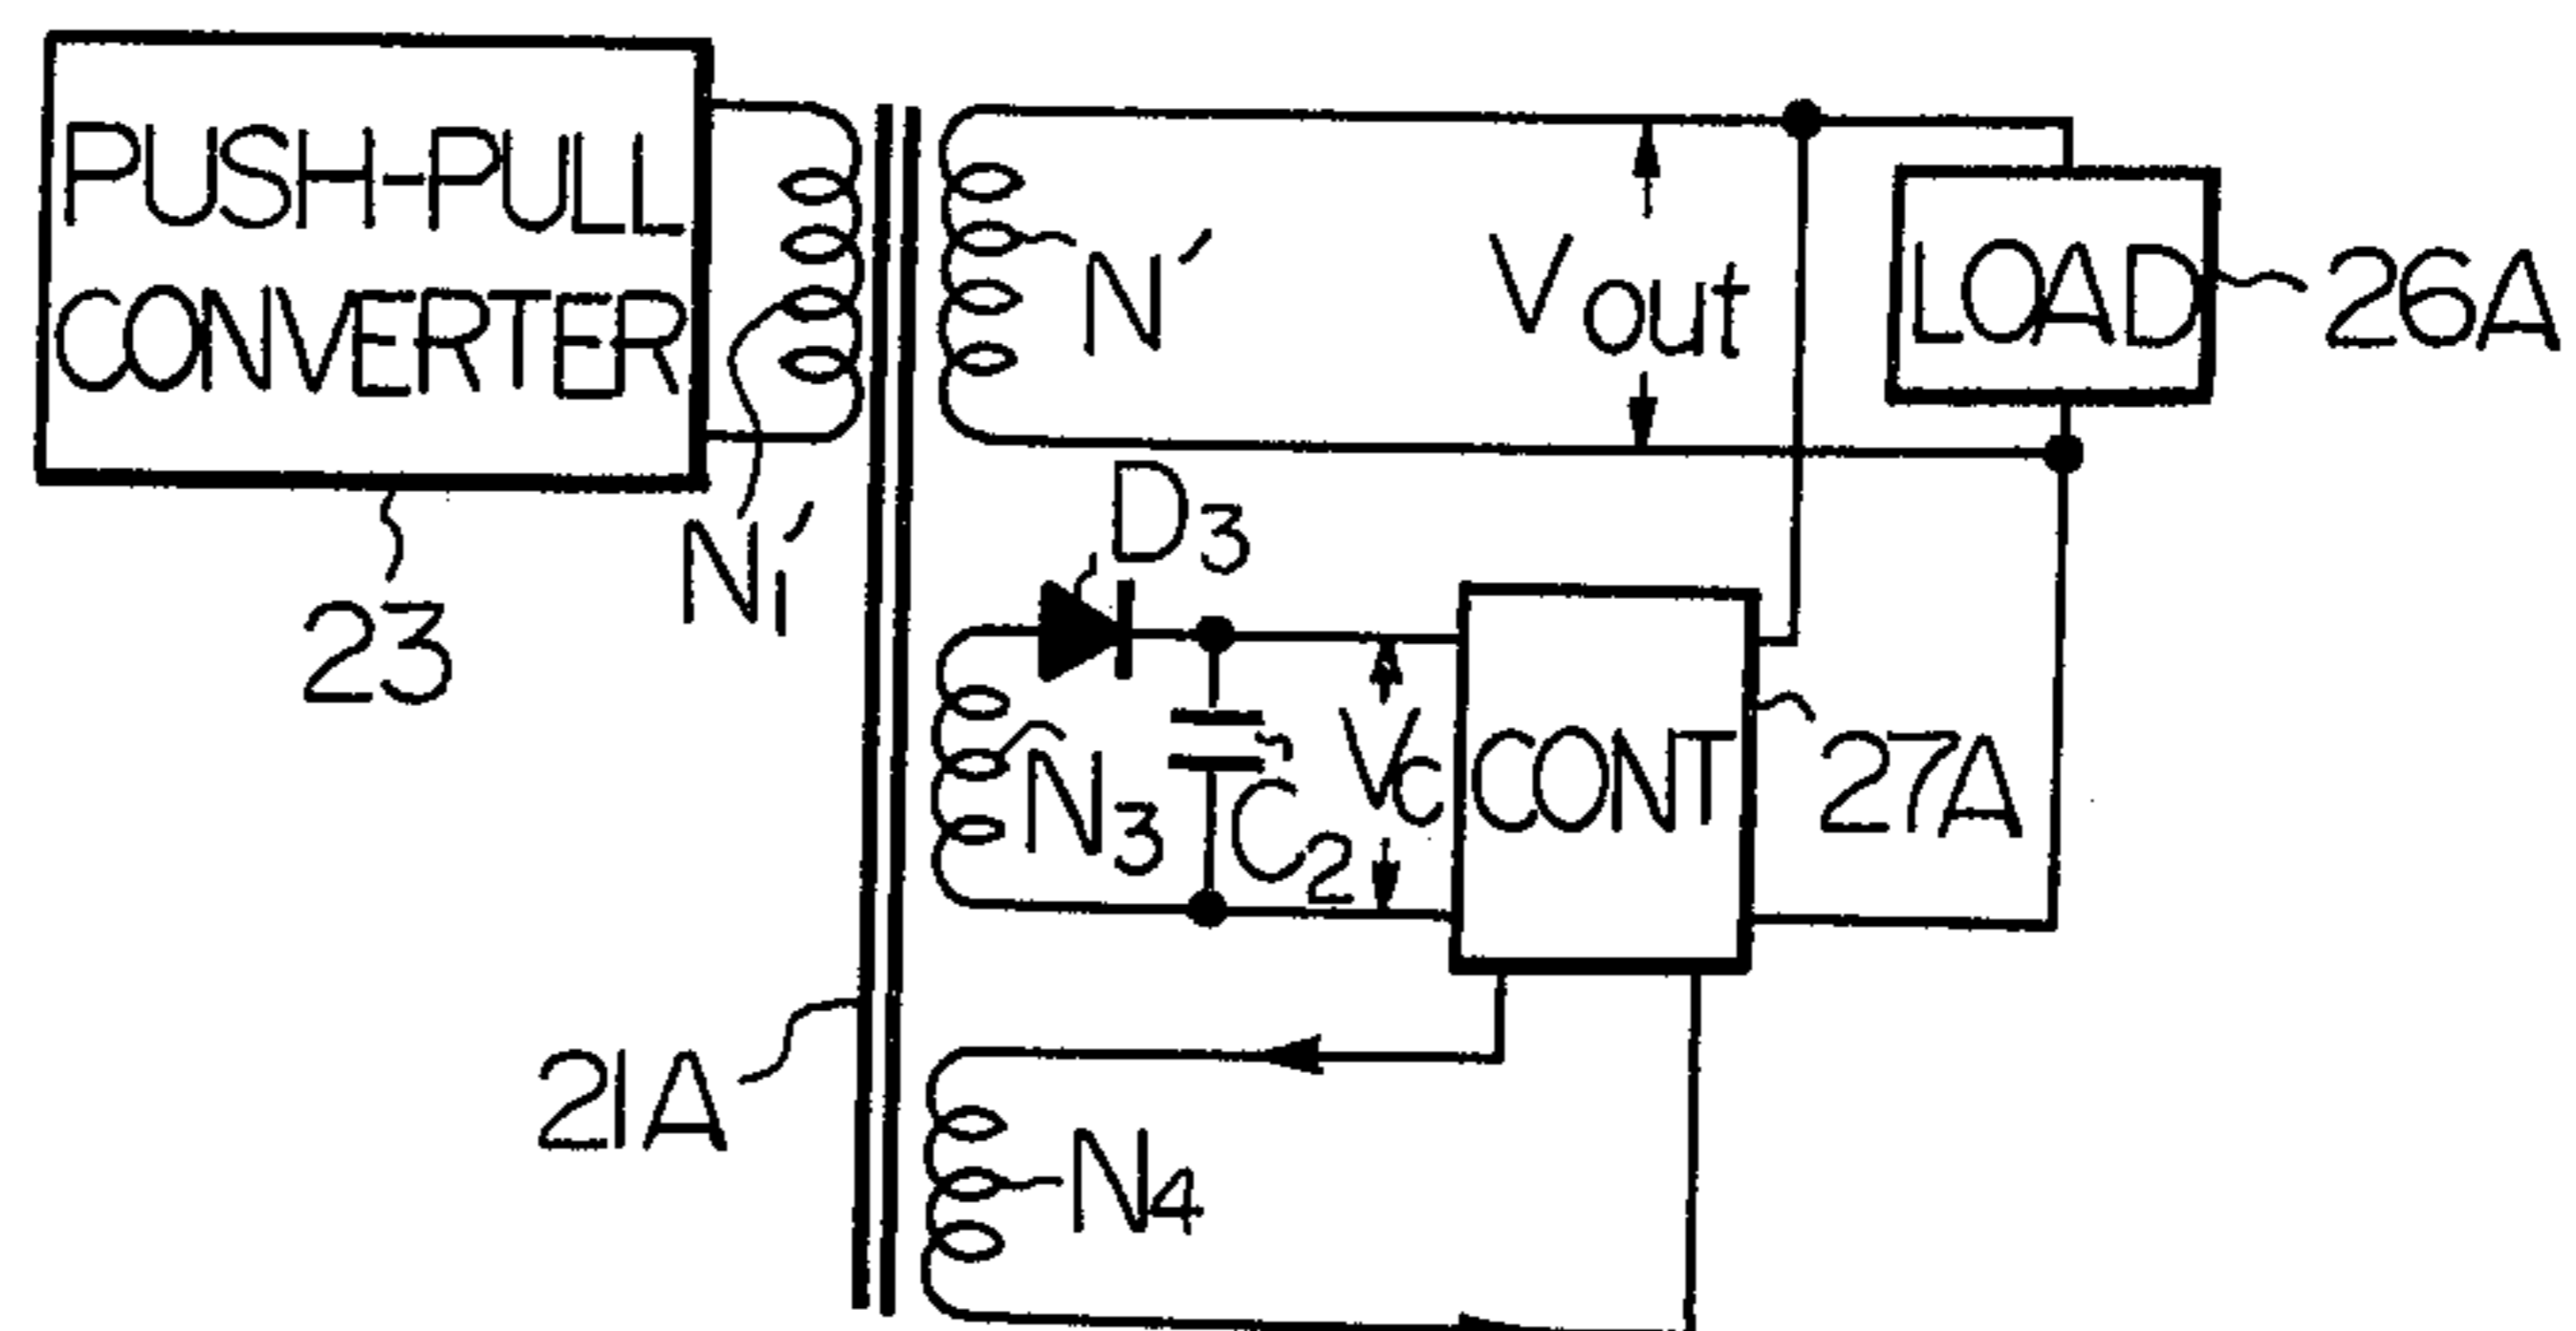 PUSH-PULL
CONVERTER
23
N₁′
N′
Vout
LOAD
26A
D₃
N₃
C₂
Vc
CONT
27A
21A
N₄